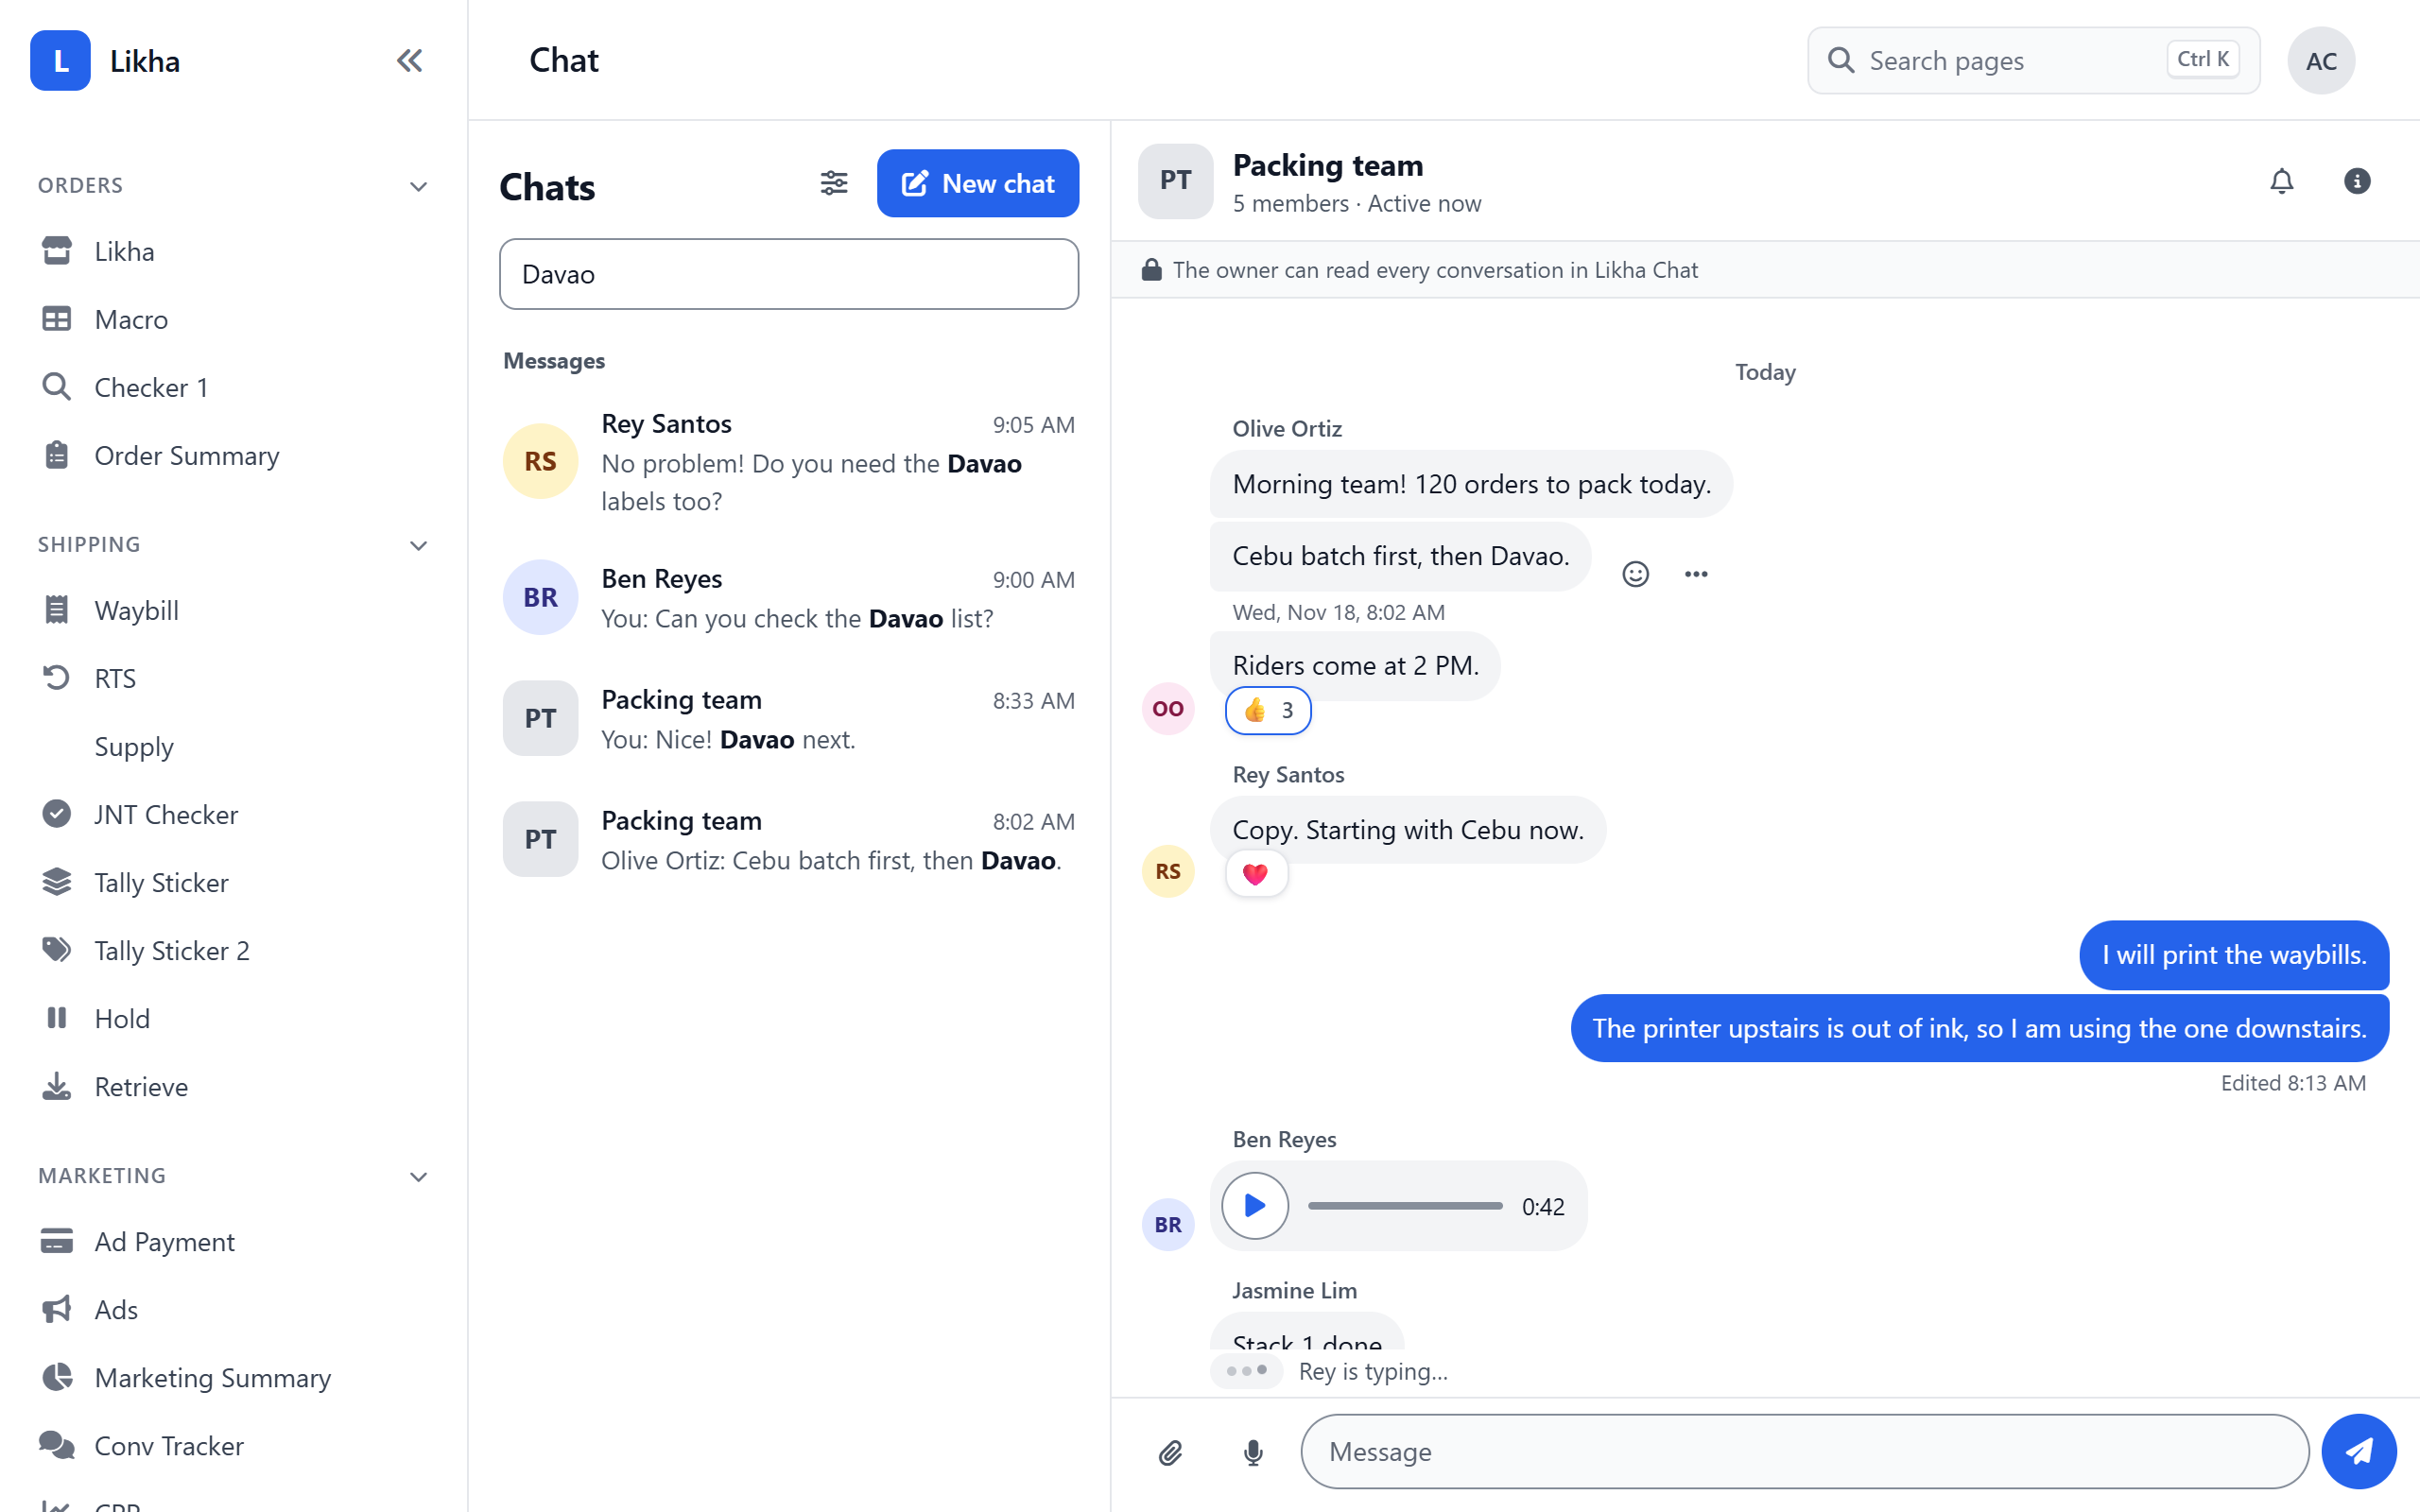 L Likha
ORDERS
Likha
Macro
Checker 1
Order Summary
SHIPPING
Waybill
RTS
Supply
JNT Checker
Tally Sticker
Tally Sticker 2
Hold
Retrieve
MARKETING
Ad Payment
Ads
Marketing Summary
Conv Tracker
Chat
Search pages Ctrl K
AC
Chats
New chat
Davao
Messages
RS
Rey Santos 9:05 AM
No problem! Do you need the Davao
labels too?
BR
Ben Reyes 9:00 AM
You: Can you check the Davao list?
PT
Packing team 8:33 AM
You: Nice! Davao next.
PT
Packing team 8:02 AM
Olive Ortiz: Cebu batch first, then Davao.
PT
Packing team
5 members · Active now
The owner can read every conversation in Likha Chat
Today
Olive Ortiz
Morning team! 120 orders to pack today.
Cebu batch first, then Davao.
Wed, Nov 18, 8:02 AM
Riders come at 2 PM.
OO
👍 3
Rey Santos
Copy. Starting with Cebu now.
RS
❤️
I will print the waybills.
The printer upstairs is out of ink, so I am using the one downstairs.
Edited 8:13 AM
Ben Reyes
BR
0:42
Jasmine Lim
Stack 1 done
Rey is typing...
Message